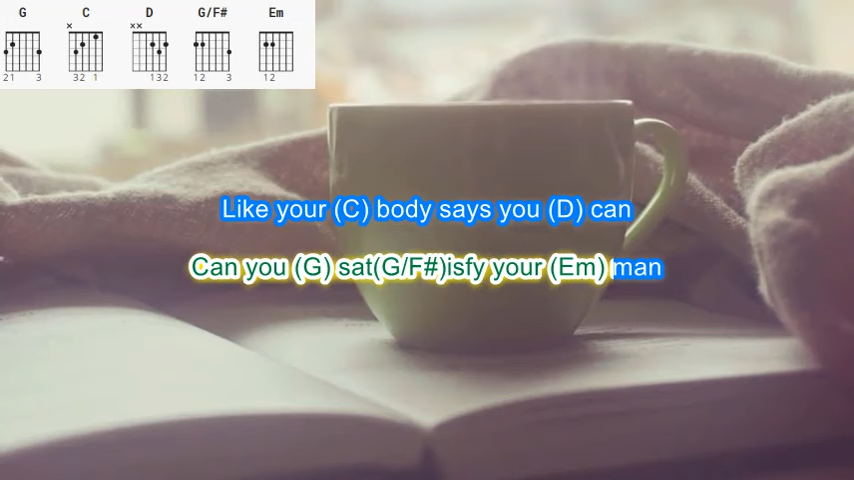 G C D G/F# Em
× ××
21 3 32 1 132 12 3 12
Like your (C) body says you (D) can
Can you (G) sat(G/F#)isfy your (Em) man